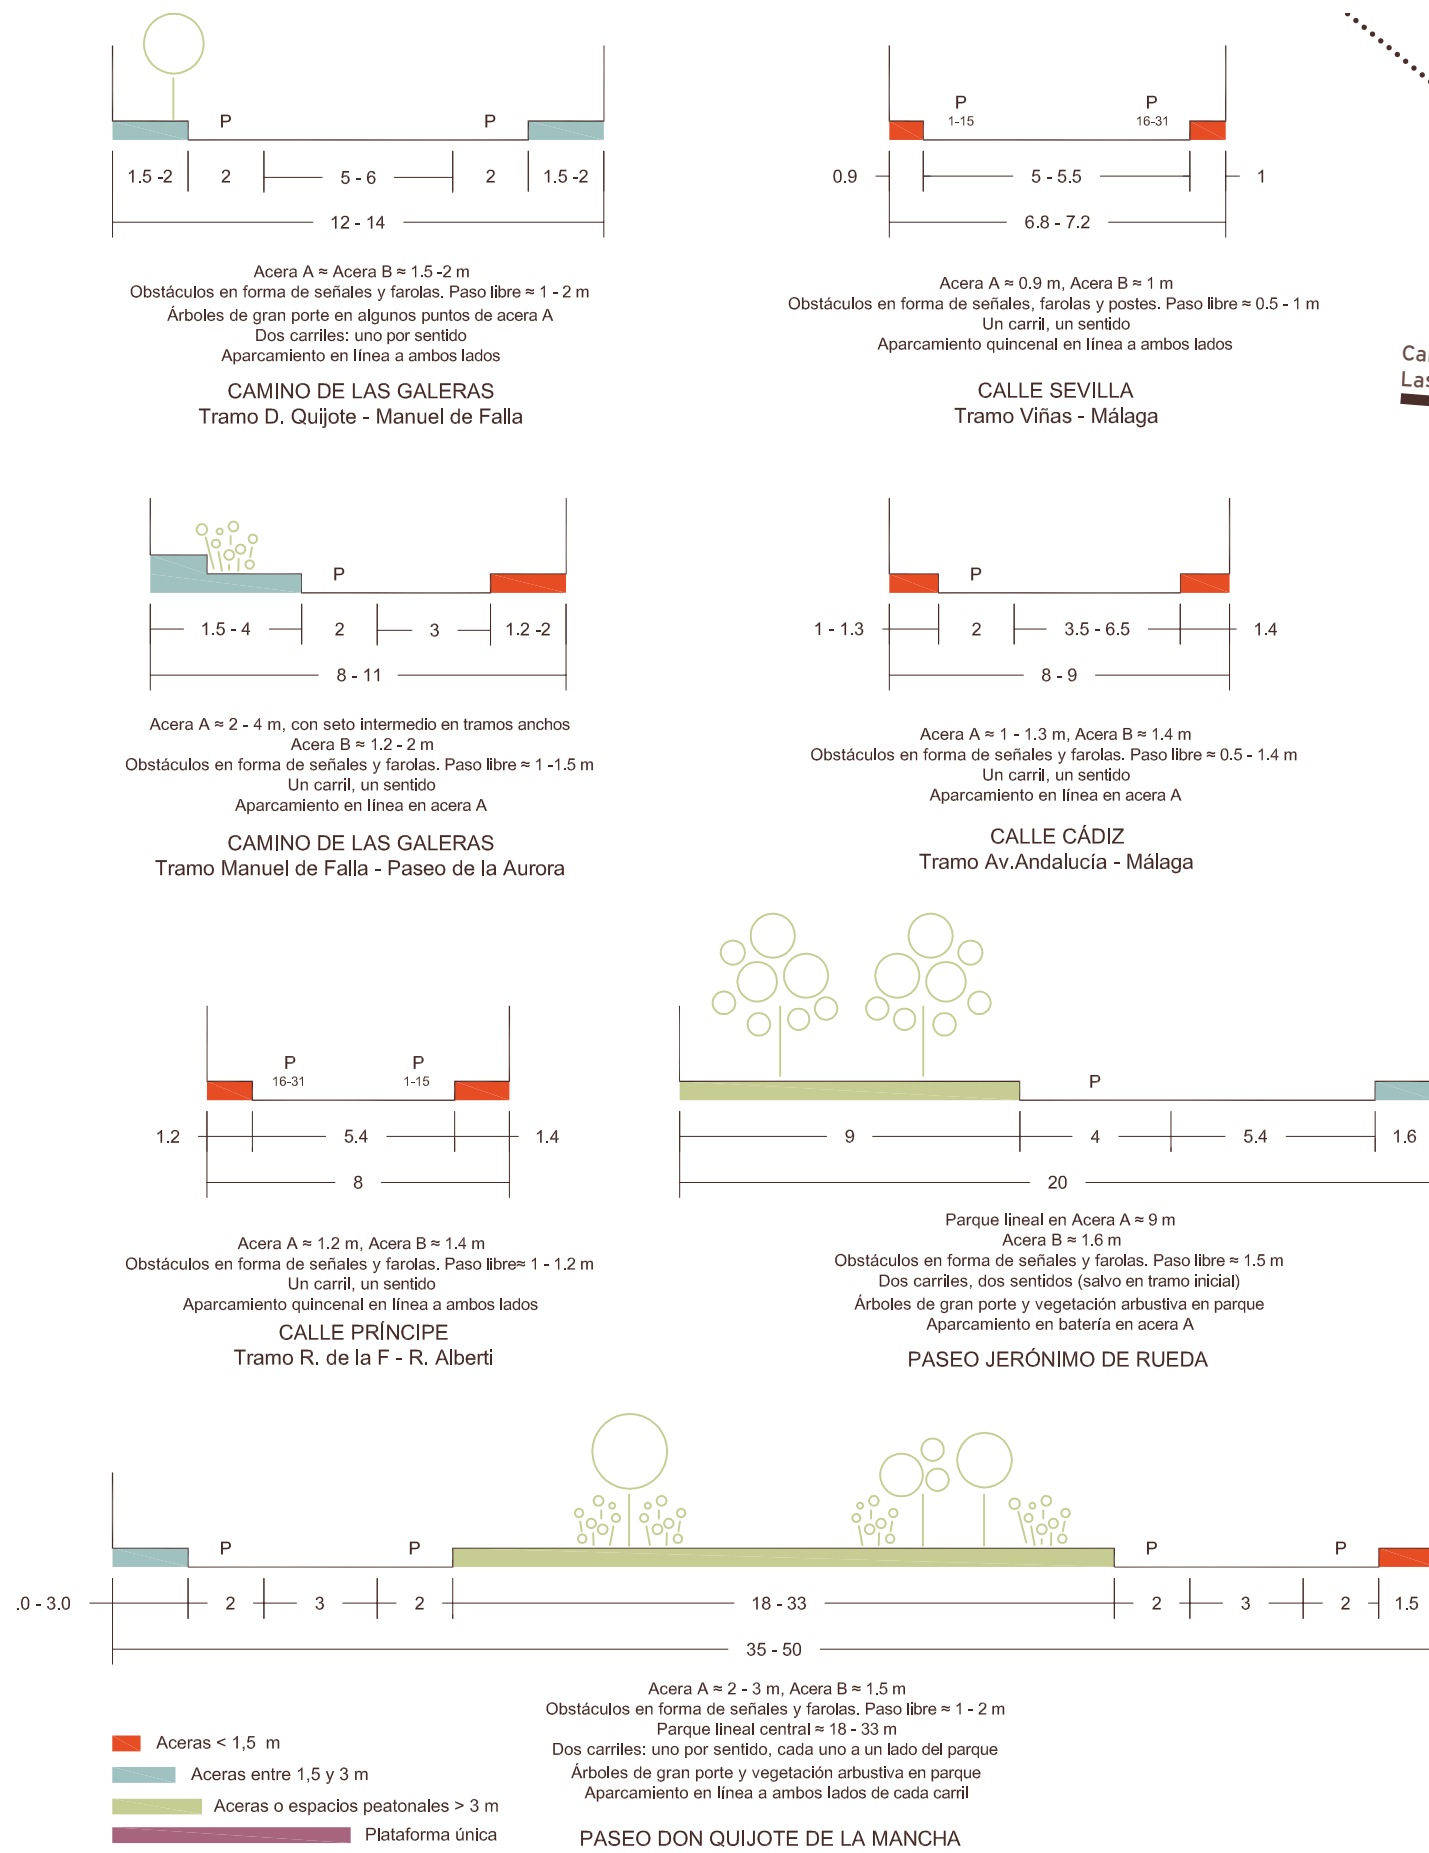 P
P
1.5 -2
2
5 - 6
2
1.5 -2
12 - 14
Acera A ≈ Acera B ≈ 1.5 -2 m
Obstáculos en forma de señales y farolas. Paso libre ≈ 1 - 2 m
Árboles de gran porte en algunos puntos de acera A
Dos carriles: uno por sentido
Aparcamiento en línea a ambos lados
CAMINO DE LAS GALERAS
Tramo D. Quijote - Manuel de Falla
P
1-15
P
16-31
0.9
5 - 5.5
1
6.8 - 7.2
Acera A ≈ 0.9 m, Acera B ≈ 1 m
Obstáculos en forma de señales, farolas y postes. Paso libre ≈ 0.5 - 1 m
Un carril, un sentido
Aparcamiento quincenal en línea a ambos lados
CALLE SEVILLA
Tramo Viñas - Málaga
P
1.5 - 4
2
3
1.2 -2
8 - 11
Acera A ≈ 2 - 4 m, con seto intermedio en tramos anchos
Acera B ≈ 1.2 - 2 m
Obstáculos en forma de señales y farolas. Paso libre ≈ 1 -1.5 m
Un carril, un sentido
Aparcamiento en línea en acera A
CAMINO DE LAS GALERAS
Tramo Manuel de Falla - Paseo de la Aurora
P
1 - 1.3
2
3.5 - 6.5
1.4
8 - 9
Acera A ≈ 1 - 1.3 m, Acera B ≈ 1.4 m
Obstáculos en forma de señales y farolas. Paso libre ≈ 0.5 - 1.4 m
Un carril, un sentido
Aparcamiento en línea en acera A
CALLE CÁDIZ
Tramo Av.Andalucía - Málaga
P
16-31
P
1-15
1.2
5.4
1.4
8
Acera A ≈ 1.2 m, Acera B ≈ 1.4 m
Obstáculos en forma de señales y farolas. Paso libre≈ 1 - 1.2 m
Un carril, un sentido
Aparcamiento quincenal en línea a ambos lados
CALLE PRÍNCIPE
Tramo R. de la F - R. Alberti
P
9
4
5.4
1.6
20
Parque lineal en Acera A ≈ 9 m
Acera B ≈ 1.6 m
Obstáculos en forma de señales y farolas. Paso libre ≈ 1.5 m
Dos carriles, dos sentidos (salvo en tramo inicial)
Árboles de gran porte y vegetación arbustiva en parque
Aparcamiento en batería en acera A
PASEO JERÓNIMO DE RUEDA
P
P
P
P
.0 - 3.0
2
3
2
18 - 33
2
3
2
1.5
35 - 50
Acera A ≈ 2 - 3 m, Acera B ≈ 1.5 m
Obstáculos en forma de señales y farolas. Paso libre ≈ 1 - 2 m
Parque lineal central ≈ 18 - 33 m
Dos carriles: uno por sentido, cada uno a un lado del parque
Árboles de gran porte y vegetación arbustiva en parque
Aparcamiento en línea a ambos lados de cada carril
PASEO DON QUIJOTE DE LA MANCHA
Aceras < 1,5 m
Aceras entre 1,5 y 3 m
Aceras o espacios peatonales > 3 m
Plataforma única